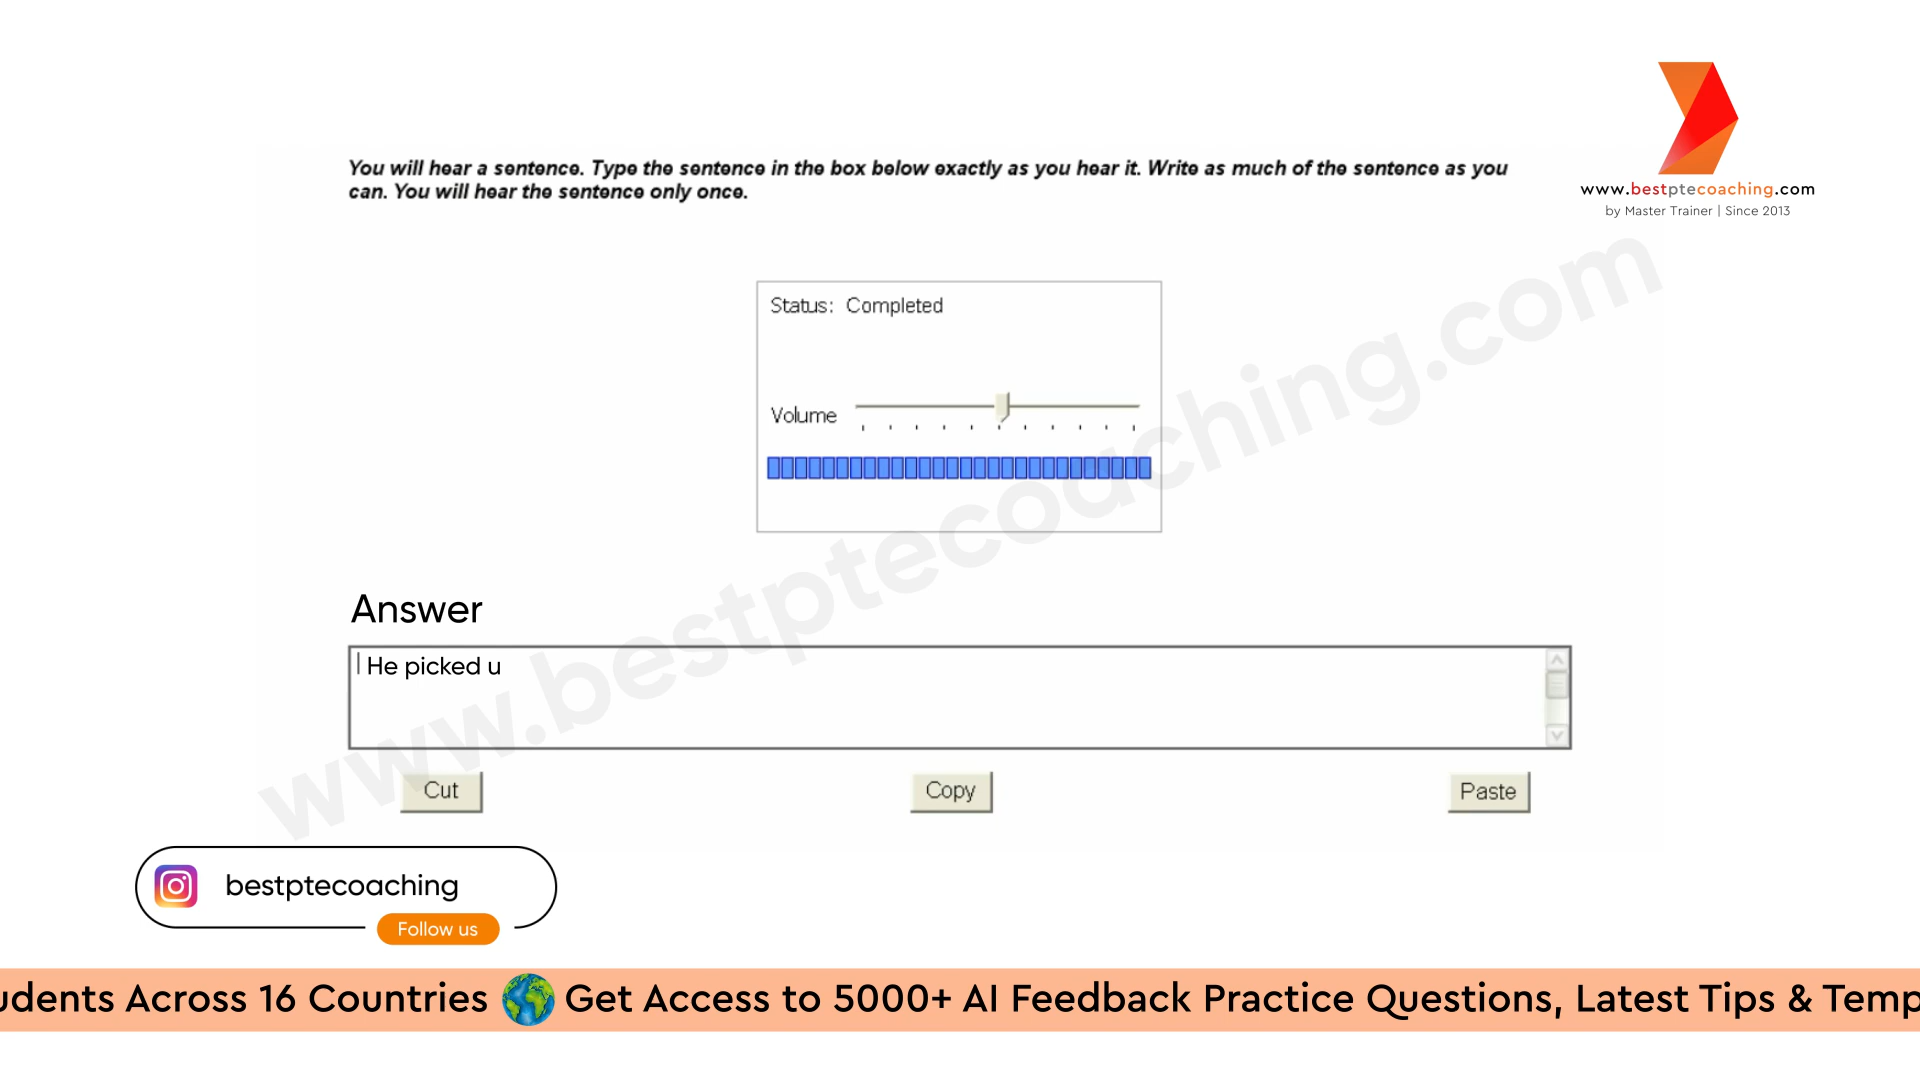 You will hear a sentence. Type the sentence in the box below exactly as you hear it. Write as much of the sentence as you
can. You will hear the sentence only once.
www.bestptecoaching.com
by Master Trainer | Since 2013
Status: Completed
Volume
www.bestptecoaching.com
Answer
He picked u
Cut
Copy
Paste
bestptecoaching
Follow us
udents Across 16 Countries Get Access to 5000+ AI Feedback Practice Questions, Latest Tips & Temp